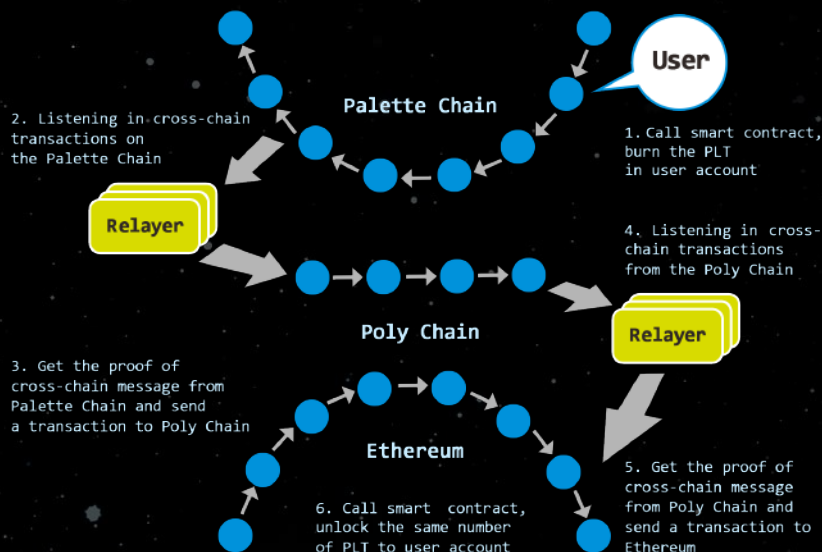 User
Palette Chain
1. Call smart contract,
burn the PLT
in user account
2. Listening in cross-chain
transactions on
the Palette Chain
Relayer
4. Listening in cross-
chain transactions
from the Poly Chain
Relayer
Poly Chain
3. Get the proof of
cross-chain message from
Palette Chain and send
a transaction to Poly Chain
Ethereum
5. Get the proof of
cross-chain message
from Poly Chain and
send a transaction to
Ethereum
6. Call smart contract,
unlock the same number
of PLT to user account